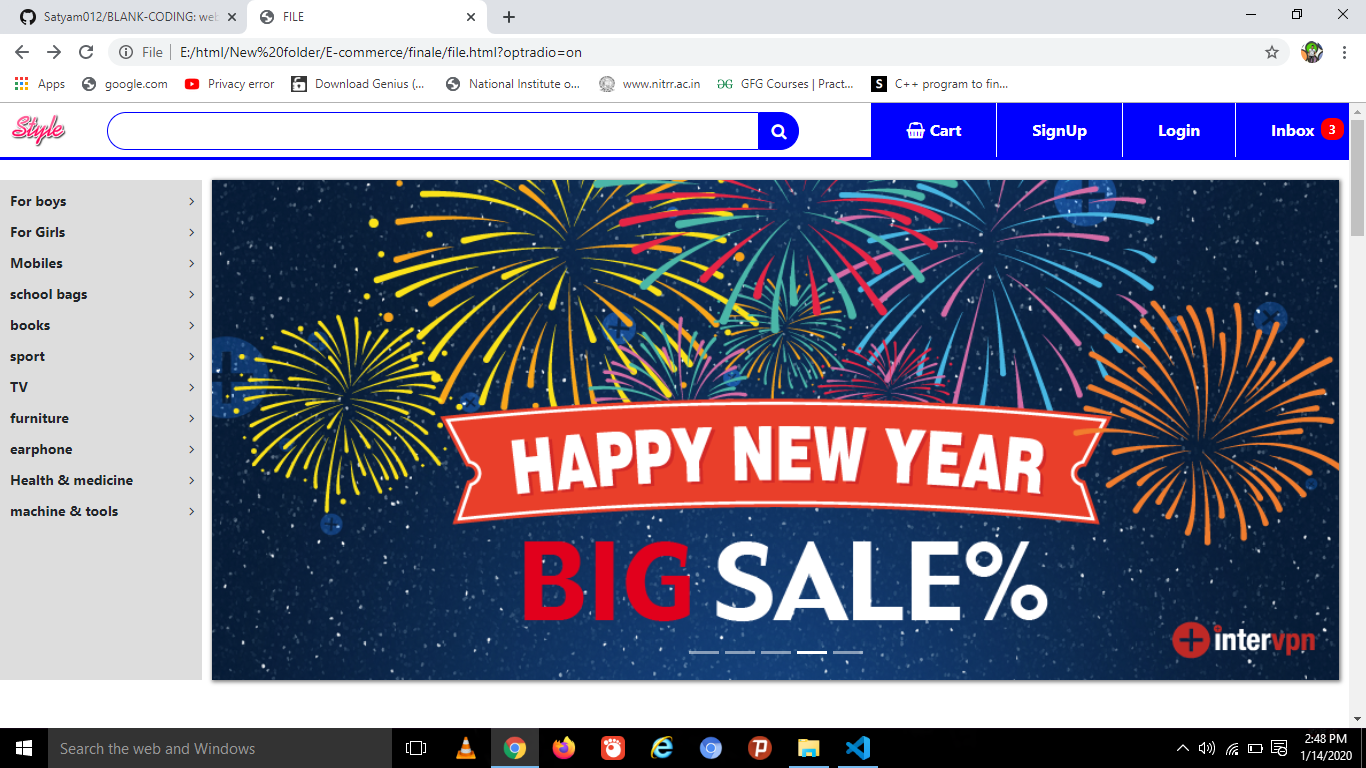 Satyam012/BLANK-CODING: web
FILE
File
E:/html/New%20folder/E-commerce/finale/file.html?optradio=on
Apps
google.com
Privacy error
Download Genius (...
National Institute o...
www.nitrr.ac.in
GFG Courses | Pract...
S
C++ program to fin...
Style
Cart
SignUp
Login
Inbox 3
For boys
For Girls
Mobiles
school bags
books
sport
TV
furniture
earphone
Health & medicine
machine & tools
HAPPY NEW YEAR
BIG SALE%
intervpn
Search the web and Windows
2:48 PM
1/14/2020